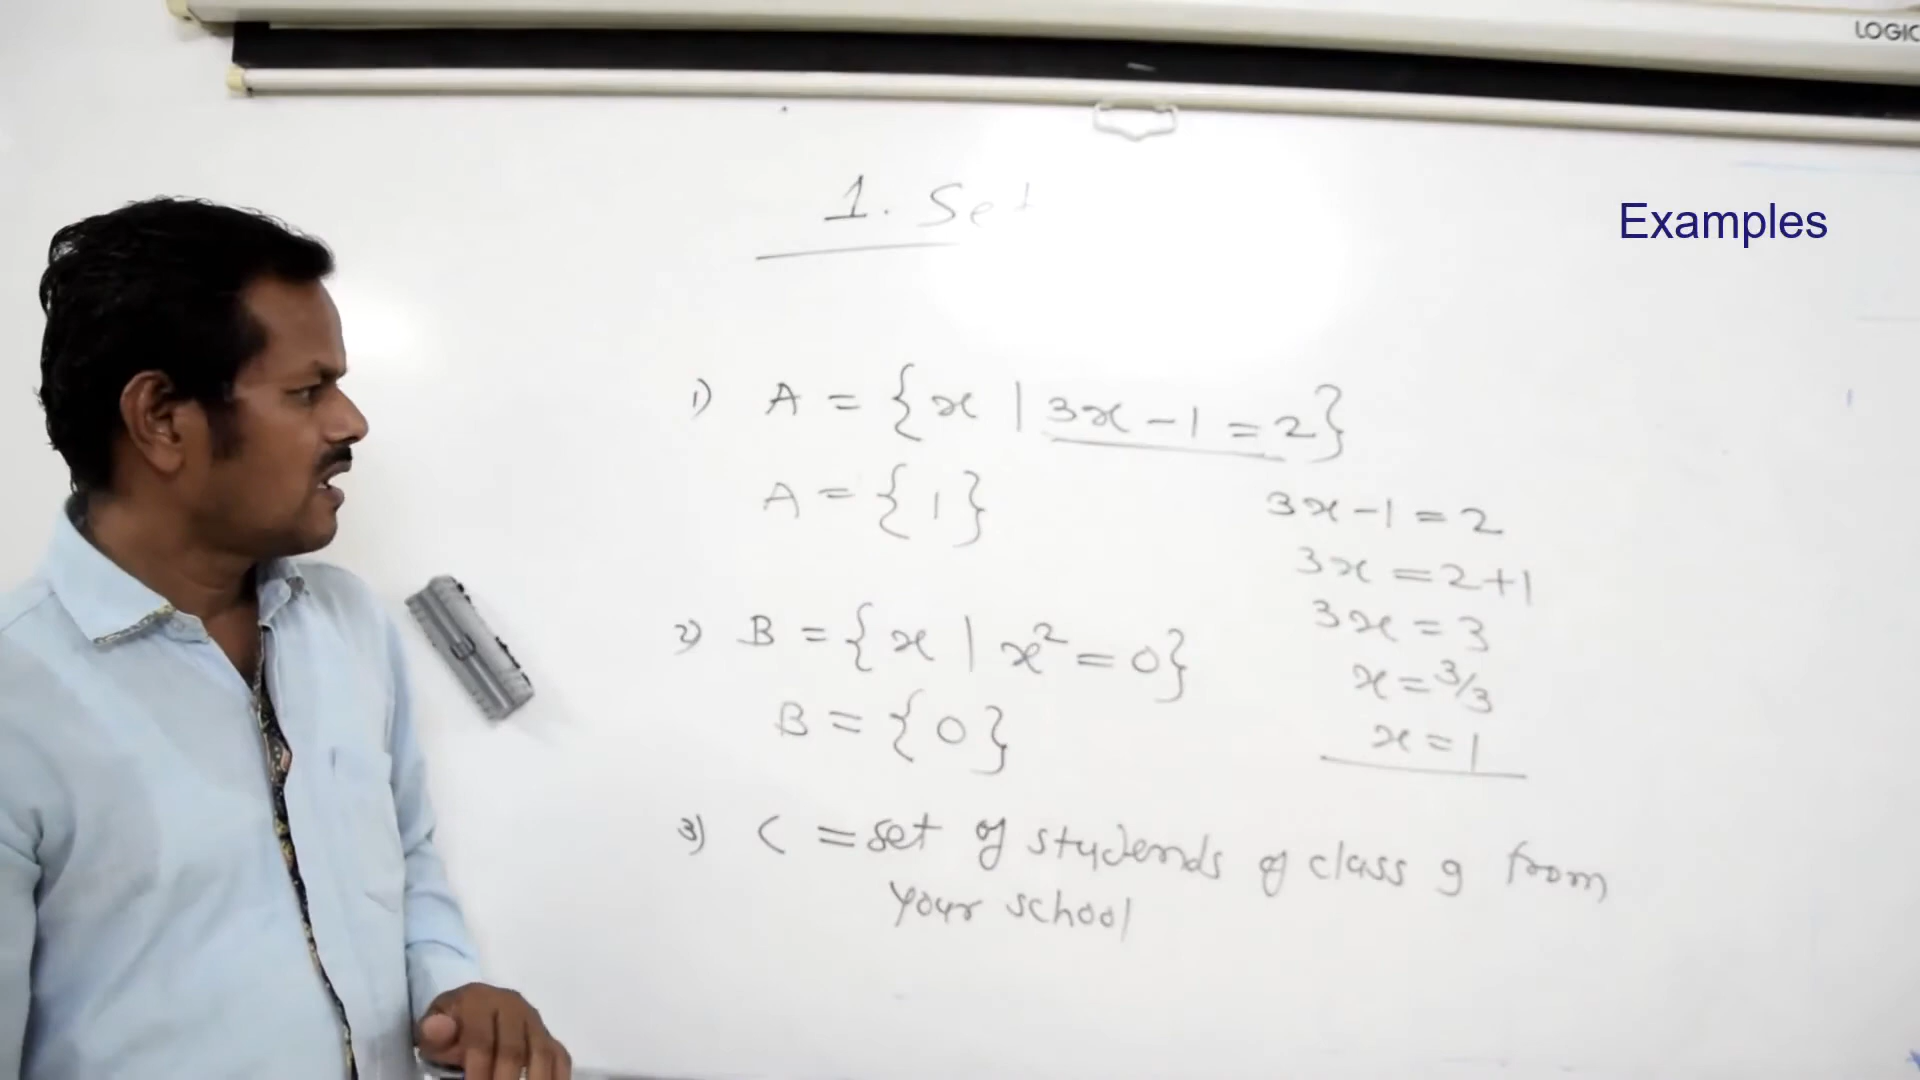 LOGIC
1. Set
Examples
1) A = {x | 3x - 1 = 2}
A = {1}
3x - 1 = 2
3x = 2 + 1
3x = 3
x = 3/3
x = 1
2) B = {x | x² = 0}
B = {0}
3) C = set of students of class 9 from
your school